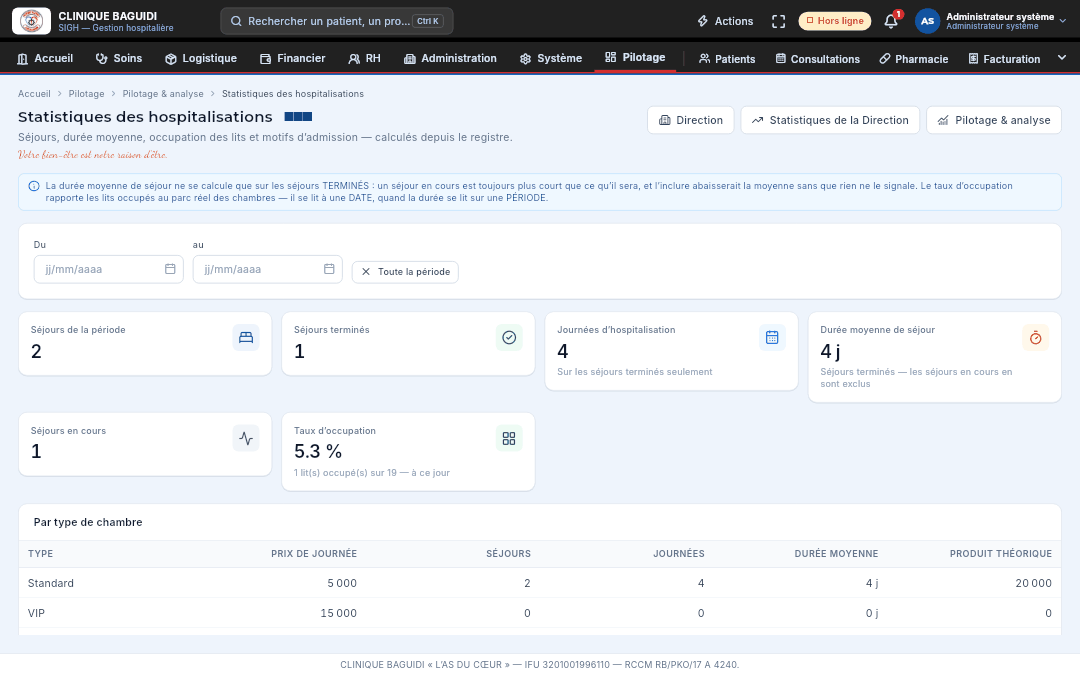 CLINIQUE BAGUIDI
SIGH — Gestion hospitalière
Rechercher un patient, un pro... Ctrl K
Actions
Hors ligne
1
AS
Administrateur système
Administrateur système
Accueil
Soins
Logistique
Financier
RH
Administration
Système
Pilotage
Patients
Consultations
Pharmacie
Facturation
Accueil > Pilotage > Pilotage & analyse > Statistiques des hospitalisations
Statistiques des hospitalisations
Séjours, durée moyenne, occupation des lits et motifs d'admission — calculés depuis le registre.
Votre bien-être est notre raison d'être.
Direction
Statistiques de la Direction
Pilotage & analyse
La durée moyenne de séjour ne se calcule que sur les séjours TERMINÉS : un séjour en cours est toujours plus court que ce qu'il sera, et l'inclure abaisserait la moyenne sans que rien ne le signale. Le taux d'occupation
rapporte les lits occupés au parc réel des chambres — il se lit à une DATE, quand la durée se lit sur une PÉRIODE.
Du
au
jj/mm/aaaa
jj/mm/aaaa
Toute la période
Séjours de la période
2
Séjours terminés
1
Journées d'hospitalisation
4
Sur les séjours terminés seulement
Durée moyenne de séjour
4 j
Séjours terminés — les séjours en cours en
sont exclus
Séjours en cours
1
Taux d'occupation
5.3 %
1 lit(s) occupé(s) sur 19 — à ce jour
Par type de chambre
TYPE PRIX DE JOURNÉE SÉJOURS JOURNÉES DURÉE MOYENNE PRODUIT THÉORIQUE
Standard 5 000 2 4 4 j 20 000
VIP 15 000 0 0 0 j 0
CLINIQUE BAGUIDI « L'AS DU CŒUR » — IFU 3201001996110 — RCCM RB/PKO/17 A 4240.